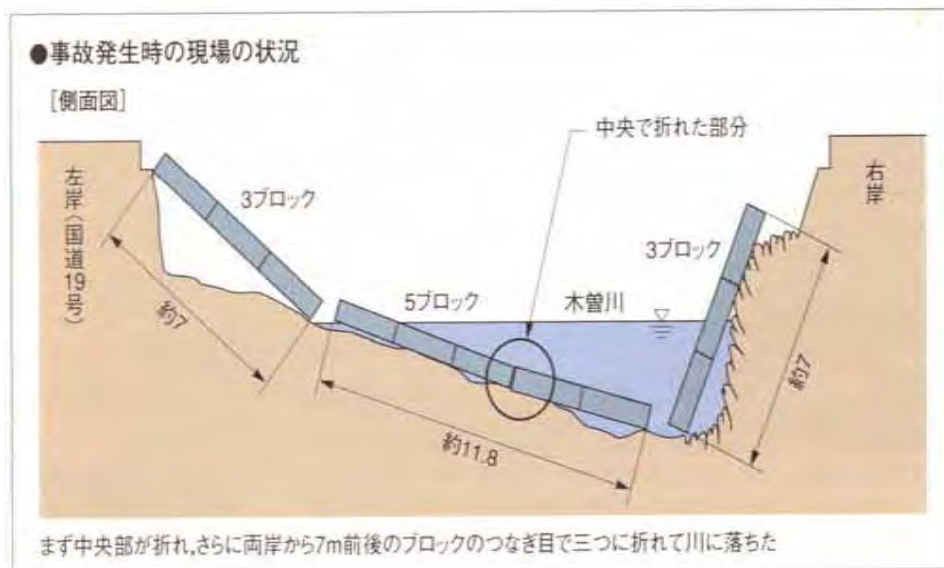 ●事故発生時の現場の状況
[側面図]
中央で折れた部分
左岸(国道19号)
3ブロック
右岸
3ブロック
5ブロック
木曽川
約7
約7
約11.8
まず中央部が折れ,さらに両岸から7m前後のブロックのつなぎ目で三つに折れて川に落ちた